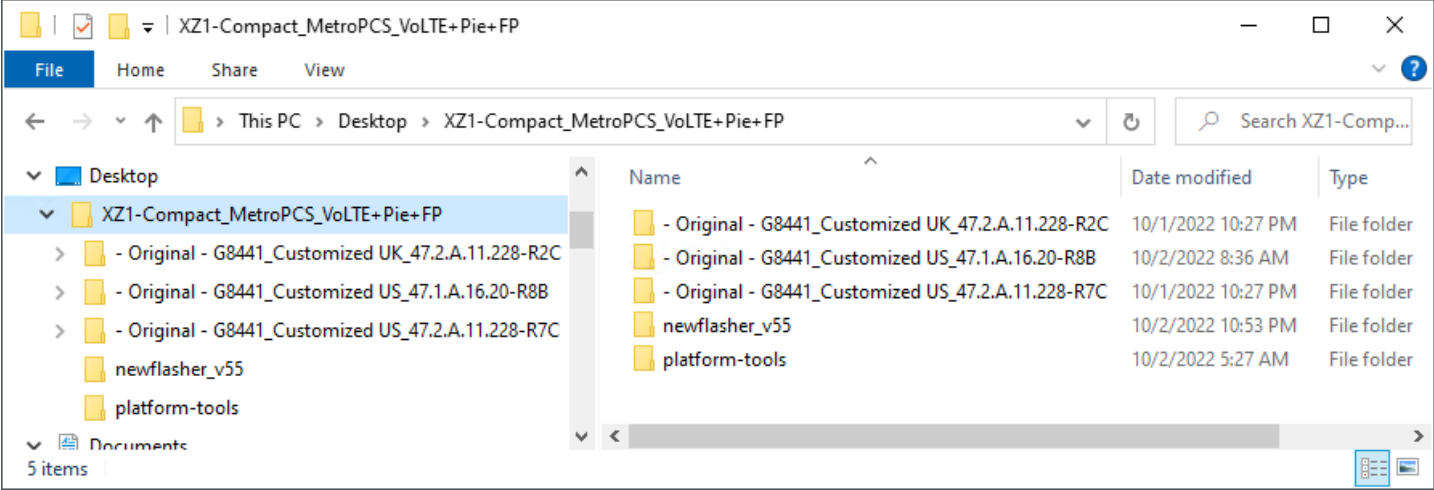 XZ1-Compact_MetroPCS_VoLTE+Pie+FP
File Home Share View
This PC > Desktop > XZ1-Compact_MetroPCS_VoLTE+Pie+FP
Search XZ1-Comp...
Desktop
XZ1-Compact_MetroPCS_VoLTE+Pie+FP
- Original - G8441_Customized UK_47.2.A.11.228-R2C
- Original - G8441_Customized US_47.1.A.16.20-R8B
- Original - G8441_Customized US_47.2.A.11.228-R7C
newflasher_v55
platform-tools
Documents
Name Date modified Type
- Original - G8441_Customized UK_47.2.A.11.228-R2C 10/1/2022 10:27 PM File folder
- Original - G8441_Customized US_47.1.A.16.20-R8B 10/2/2022 8:36 AM File folder
- Original - G8441_Customized US_47.2.A.11.228-R7C 10/1/2022 10:27 PM File folder
newflasher_v55 10/2/2022 10:53 PM File folder
platform-tools 10/2/2022 5:27 AM File folder
5 items